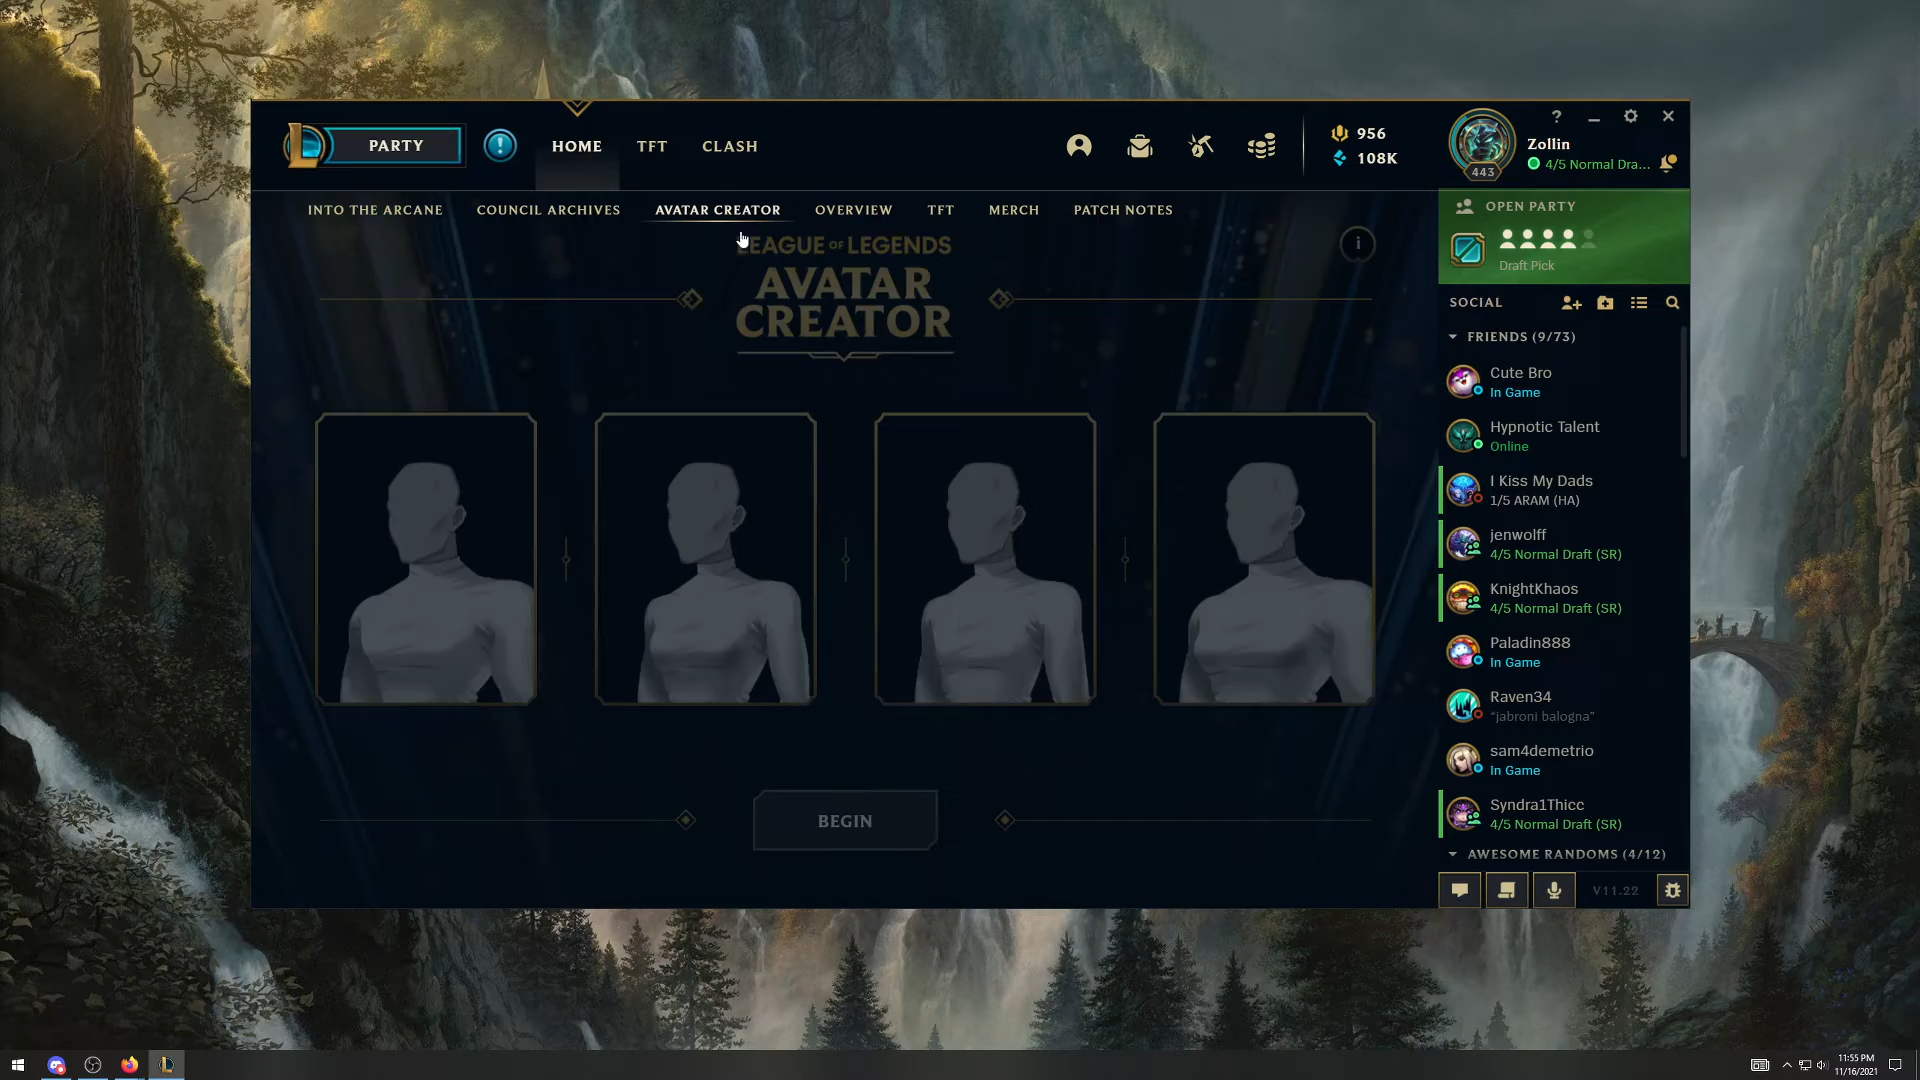 PARTY
HOME
TFT
CLASH
956
108K
443
?
Zollin
4/5 Normal Dra...
INTO THE ARCANE
COUNCIL ARCHIVES
AVATAR CREATOR
OVERVIEW
TFT
MERCH
PATCH NOTES
LEAGUE OF LEGENDS
AVATAR
CREATOR
i
BEGIN
OPEN PARTY
Draft Pick
SOCIAL
FRIENDS (9/73)
Cute Bro
In Game
Hypnotic Talent
Online
I Kiss My Dads
1/5 ARAM (HA)
jenwolff
4/5 Normal Draft (SR)
KnightKhaos
4/5 Normal Draft (SR)
Paladin888
In Game
Raven34
“jabroni balogna”
sam4demetrio
In Game
Syndra1Thicc
4/5 Normal Draft (SR)
AWESOME RANDOMS (4/12)
V11.22
11:55 PM
11/16/2021